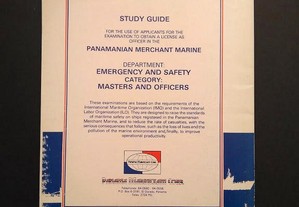 STUDY GUIDE
FOR THE USE OF APPLICANTS FOR THE
EXAMINATION TO OBTAIN A LICENSE AS
OFFICER IN THE
PANAMANIAN MERCHANT MARINE
DEPARTMENT:
EMERGENCY AND SAFETY
CATEGORY:
MASTERS AND OFFICERS
These examinations are based on the requirements of the
International Maritime Organization (IMO) and the International
Labor Organization (ILO). They are designed to raise the standards
of maritime safety on ships registered in the Panamanian
Merchant Marine, and to reduce the rate of casualties, with the
serious consequences that follow, such as the loss of lives and the
pollution of the marine environment and finally, to improve
operational productivity.